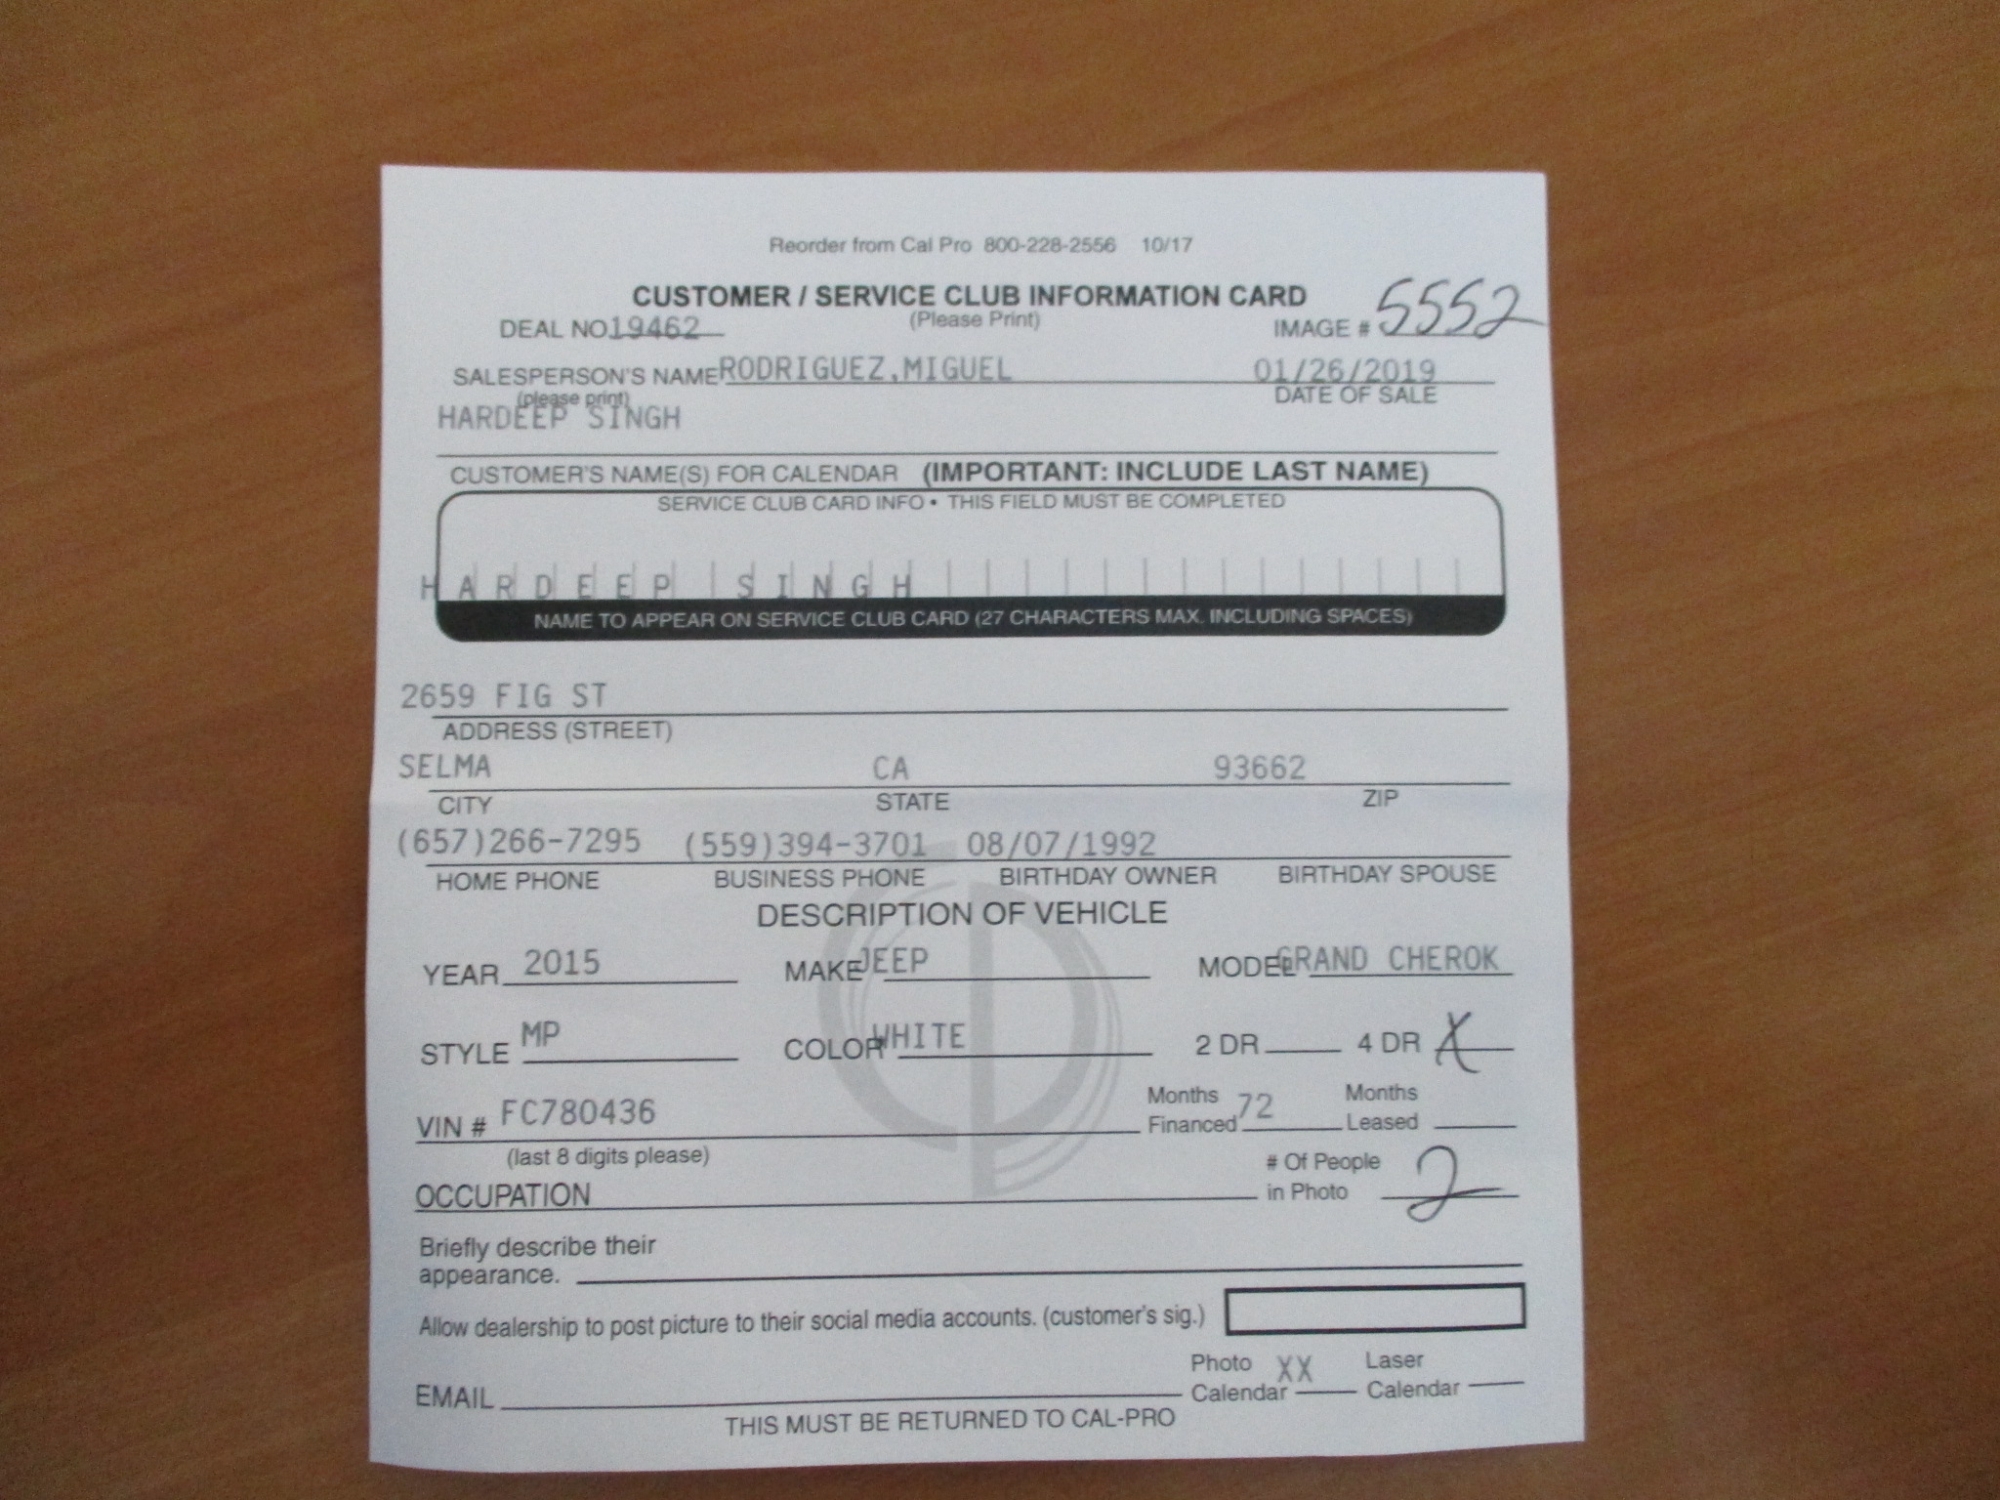 Reorder from Cal Pro 800-228-2556 10/17
CUSTOMER / SERVICE CLUB INFORMATION CARD
(Please Print)
DEAL NO 19462 IMAGE # 5552
SALESPERSON'S NAME RODRIGUEZ,MIGUEL 01/26/2019
(please print) DATE OF SALE
HARDEEP SINGH
CUSTOMER'S NAME(S) FOR CALENDAR (IMPORTANT: INCLUDE LAST NAME)
SERVICE CLUB CARD INFO • THIS FIELD MUST BE COMPLETED
HARDEEP SINGH
NAME TO APPEAR ON SERVICE CLUB CARD (27 CHARACTERS MAX. INCLUDING SPACES)
2659 FIG ST
ADDRESS (STREET)
SELMA CA 93662
CITY STATE ZIP
(657)266-7295 (559)394-3701 08/07/1992
HOME PHONE BUSINESS PHONE BIRTHDAY OWNER BIRTHDAY SPOUSE
DESCRIPTION OF VEHICLE
YEAR 2015 MAKE JEEP MODEL GRAND CHEROK
STYLE MP COLOR WHITE 2 DR 4 DR X
VIN # FC780436 Months Financed 72 Months Leased
(last 8 digits please)
OCCUPATION # Of People in Photo 2
Briefly describe their
appearance.
Allow dealership to post picture to their social media accounts. (customer's sig.)
EMAIL Photo Calendar XX Laser Calendar
THIS MUST BE RETURNED TO CAL-PRO